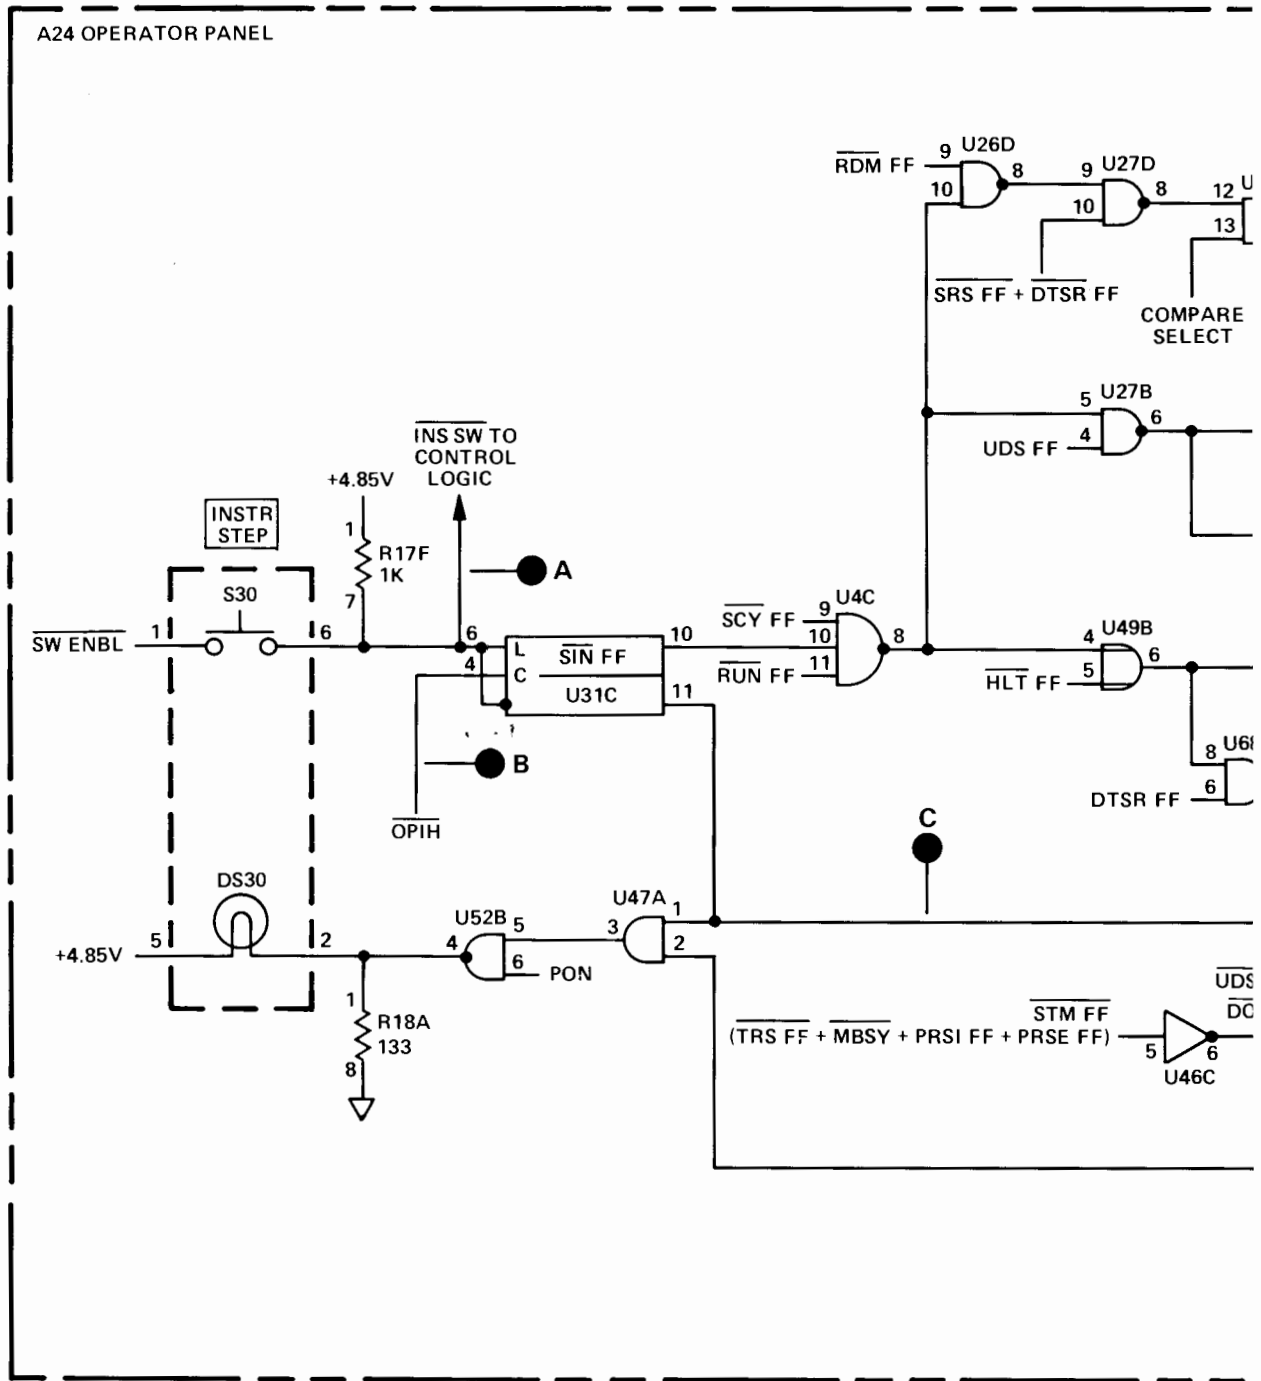 A24 OPERATOR PANEL
U26D
RDM FF
9
10
8
U27D
9
10
8
12
13
U
SRS FF + DTSR FF
COMPARE
SELECT
U27B
5
4
6
UDS FF
INS SW TO
CONTROL
LOGIC
+4.85V
INSTR
STEP
1
R17F
1K
7
A
S30
SW ENBL
1
6
6
4
L
C
SIN FF
U31C
10
11
SCY FF
9
10
11
RUN FF
U4C
8
U49B
4
5
6
HLT FF
B
OPIH
8
6
DTSR FF
C
DS30
+4.85V
5
2
U52B
4
5
6
PON
U47A
3
1
2
1
R18A
133
8
STM FF
(TRS FF + MBSY + PRSI FF + PRSE FF)
5
6
U46C
UDS